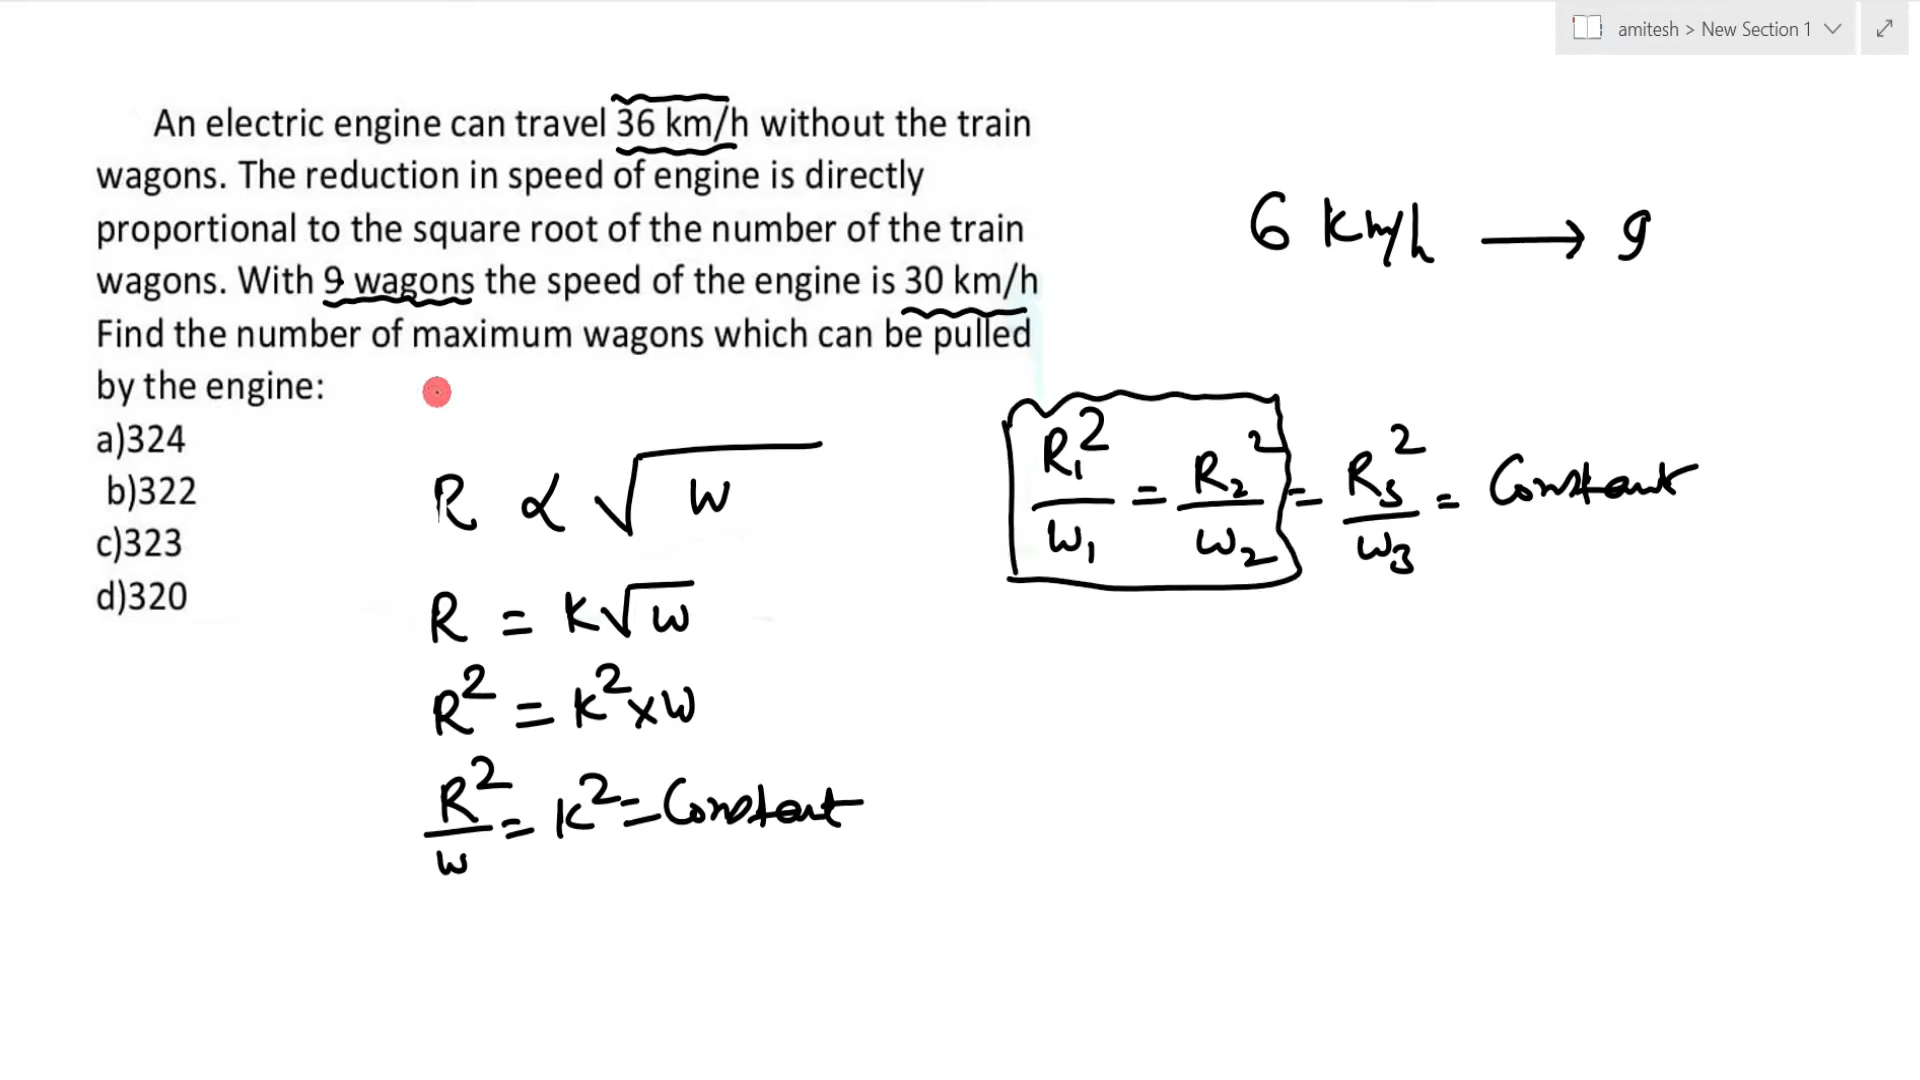 amitesh > New Section 1
An electric engine can travel 36 km/h without the train
wagons. The reduction in speed of engine is directly
proportional to the square root of the number of the train
wagons. With 9 wagons the speed of the engine is 30 km/h
Find the number of maximum wagons which can be pulled
by the engine:
a)324
b)322
c)323
d)320
6 km/h → 9
R ∝ √w
R = K√w
R² = K² x w
R²/w = K² = Constant
R₁²/w₁ = R₂²/w₂ = R₃²/w₃ = Constant